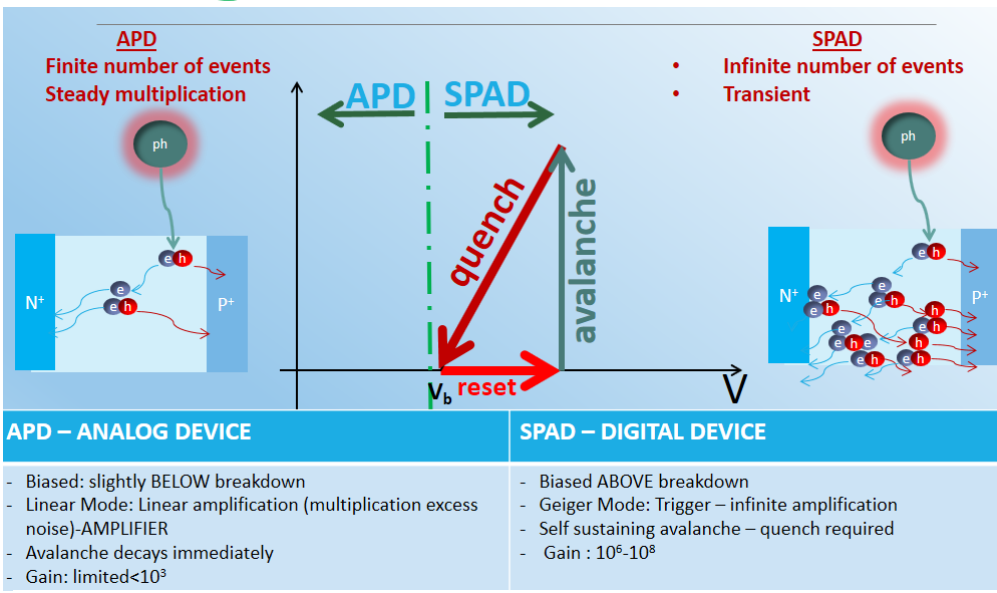 APD
Finite number of events
Steady multiplication
SPAD
• Infinite number of events
• Transient
APD
SPAD
ph
e h
e
e h
N+
P+
quench
avalanche
reset
Vb
V
ph
e h
e
e h
e
e h
h
e h
e
e h e
h
e h
e h
N+
P+
APD – ANALOG DEVICE
- Biased: slightly BELOW breakdown
- Linear Mode: Linear amplification (multiplication excess
noise)-AMPLIFIER
- Avalanche decays immediately
- Gain: limited<10³
SPAD – DIGITAL DEVICE
- Biased ABOVE breakdown
- Geiger Mode: Trigger – infinite amplification
- Self sustaining avalanche – quench required
- Gain : 10⁶-10⁸